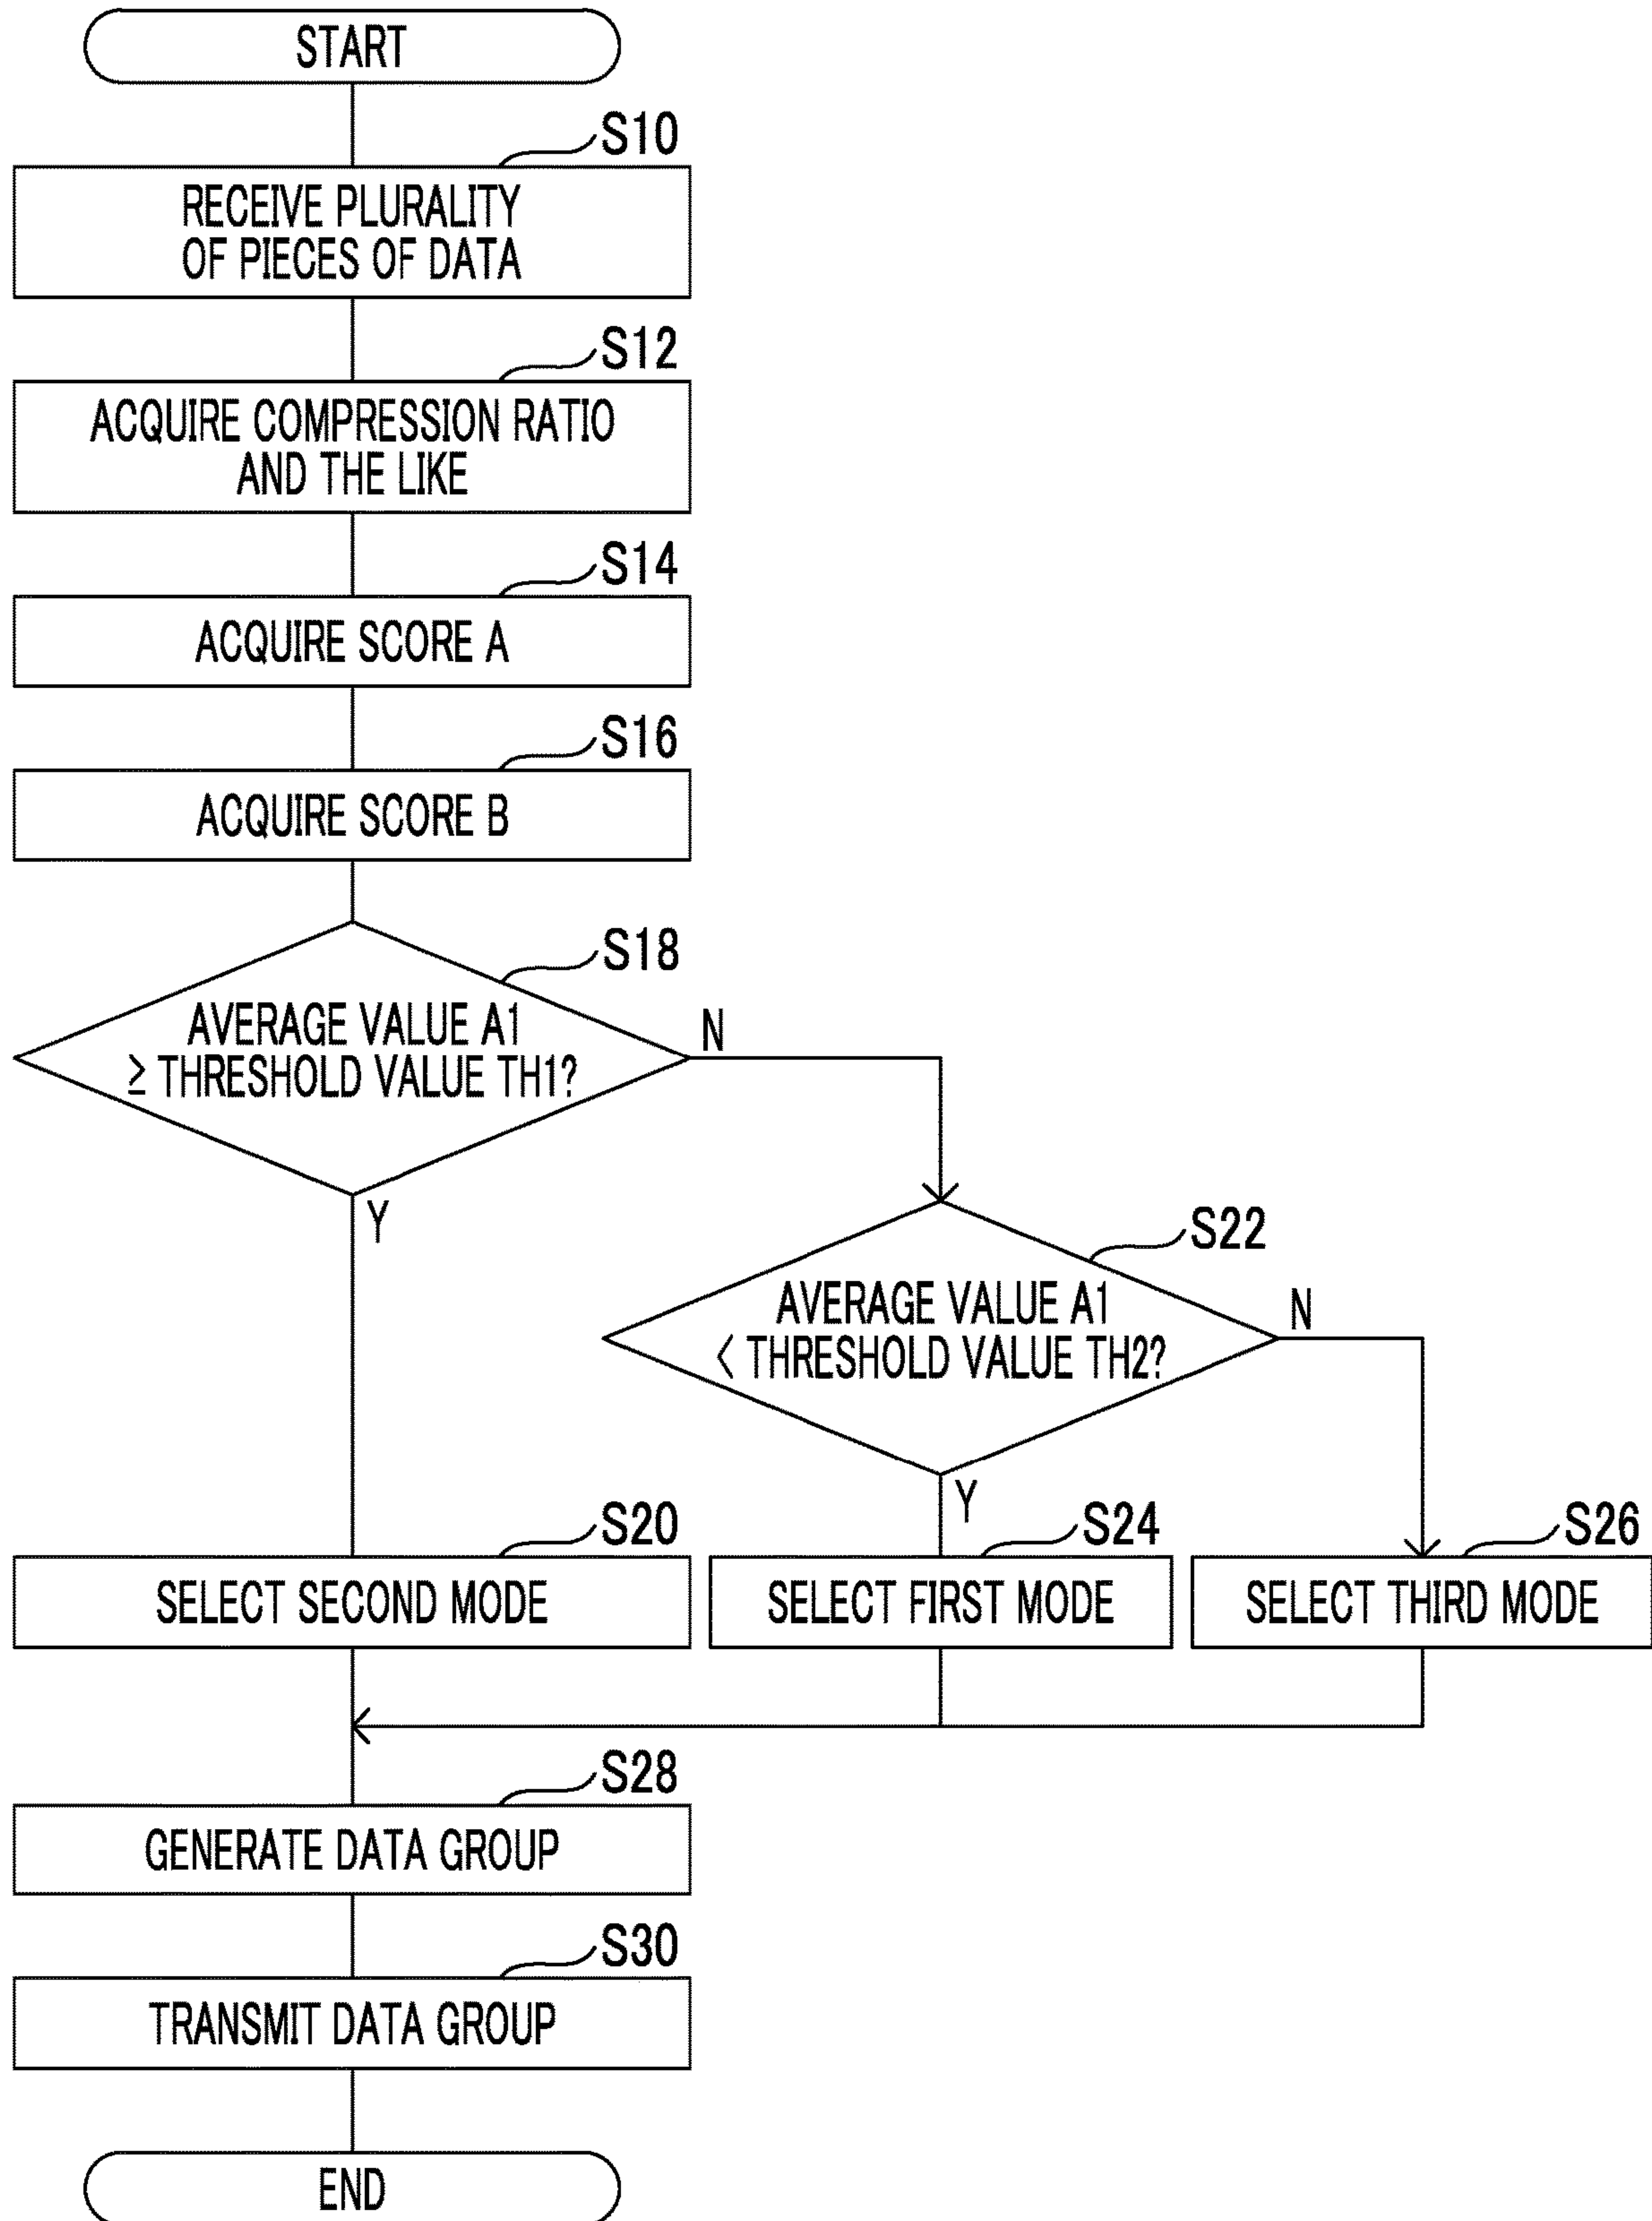 START
S10
RECEIVE PLURALITY
OF PIECES OF DATA
S12
ACQUIRE COMPRESSION RATIO
AND THE LIKE
S14
ACQUIRE SCORE A
S16
ACQUIRE SCORE B
S18
AVERAGE VALUE A1
≥ THRESHOLD VALUE TH1?
N
Y
S22
AVERAGE VALUE A1
< THRESHOLD VALUE TH2?
N
Y
S20
SELECT SECOND MODE
S24
SELECT FIRST MODE
S26
SELECT THIRD MODE
S28
GENERATE DATA GROUP
S30
TRANSMIT DATA GROUP
END